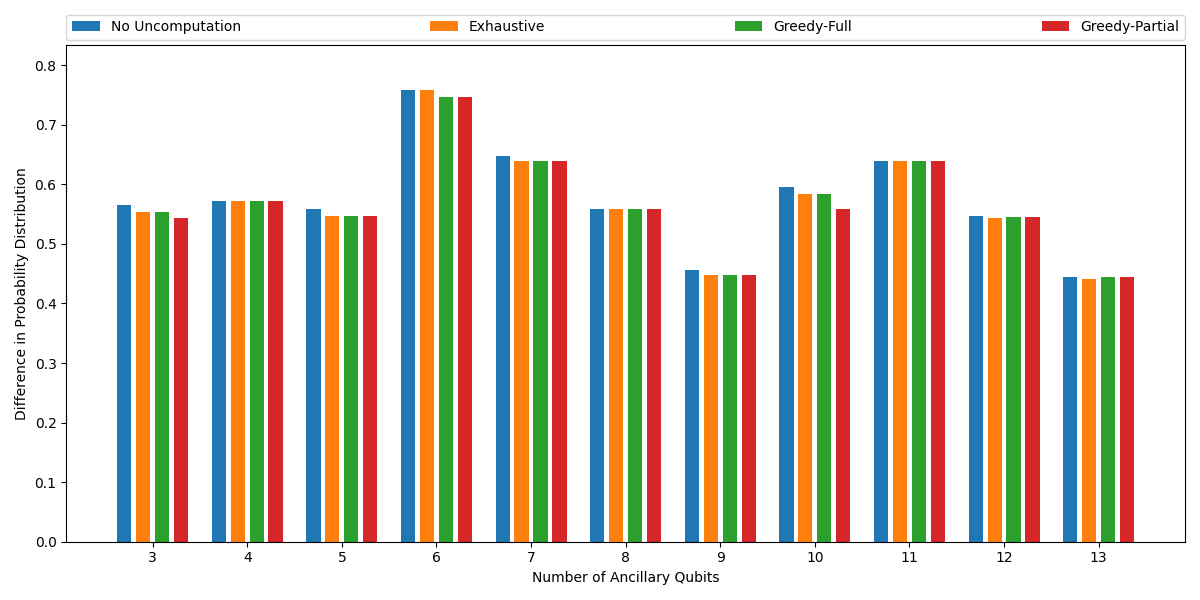 No Uncomputation Exhaustive Greedy-Full Greedy-Partial
0.8
0.7
0.6
0.5
0.4
0.3
0.2
0.1
0.0
Difference in Probability Distribution
3 4 5 6 7 8 9 10 11 12 13
Number of Ancillary Qubits